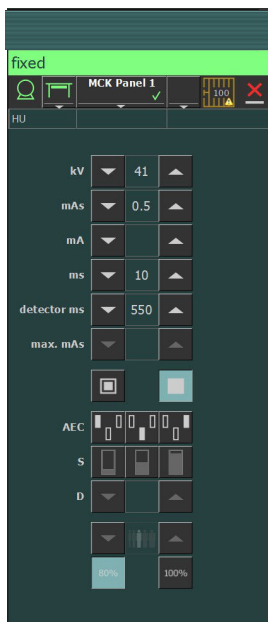 fixed
MCK Panel 1
100
HU
kV 41
mAs 0.5
mA
ms 10
detector ms 550
max. mAs
AEC
S
D
80% 100%